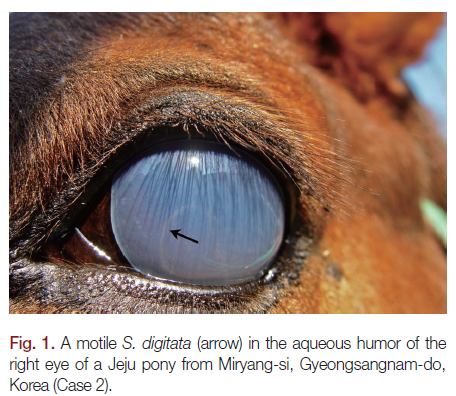 Fig. 1. A motile S. digitata (arrow) in the aqueous humor of the
right eye of a Jeju pony from Miryang-si, Gyeongsangnam-do,
Korea (Case 2).